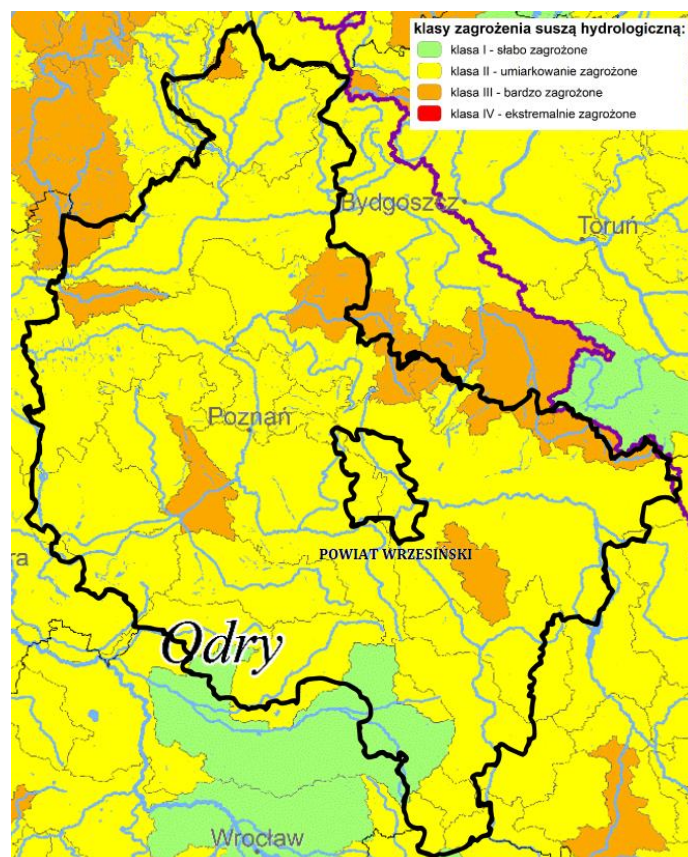 klasy zagrożenia suszą hydrologiczną:
klasa I - słabo zagrożone
klasa II - umiarkowanie zagrożone
klasa III - bardzo zagrożone
klasa IV - ekstremalnie zagrożone
Bydgoszcz
Toruń
Poznań
POWIAT WRZESIŃSKI
ra
Odry
Wrocław